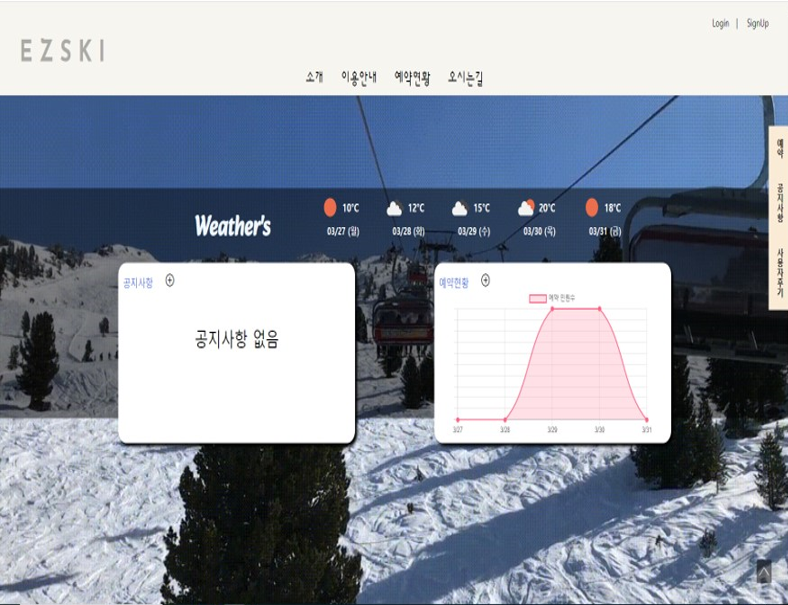 Login | SignUp
EZSKI
소개 이용안내 예약현황 오시는길
예약
공지사항
사용자후기
Weather's
10°C 12°C 15°C 20°C 18°C
03/27 (월) 03/28 (화) 03/29 (수) 03/30 (목) 03/31 (금)
공지사항
공지사항 없음
예약현황
예약 인원수
3/27 3/28 3/29 3/30 3/31